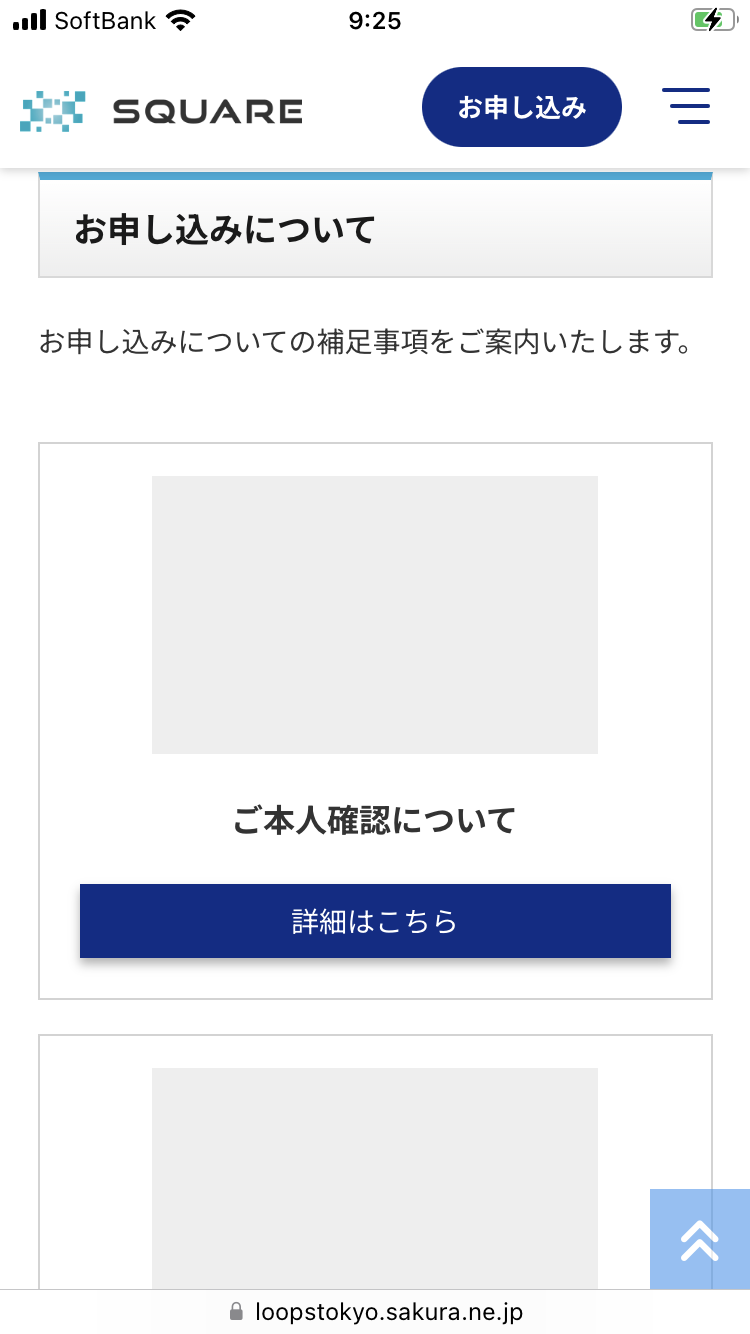 SoftBank 9:25
SQUARE
お申し込み
お申し込みについて
お申し込みについての補足事項をご案内いたします。
ご本人確認について
詳細はこちら
loopstokyo.sakura.ne.jp